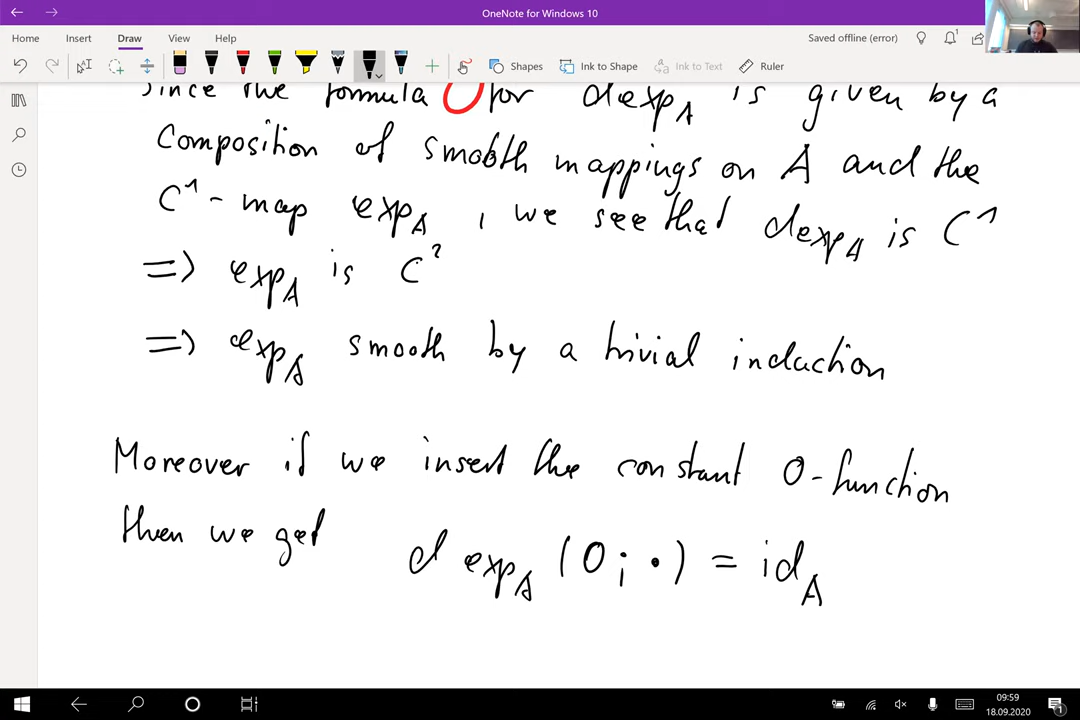 OneNote for Windows 10
Home Insert Draw View Help Saved offline (error)
Shapes Ink to Shape Ink to Text Ruler
Since the formula for d exp_A is given by a
composition of smooth mappings on A and the
C^1-map exp_A, we see that d exp_A is C^1
=> exp_A is C^2
=> exp_A smooth by a trivial induction
Moreover if we insert the constant 0-function
then we get d exp_A (0; •) = id_A
09:59
18.09.2020